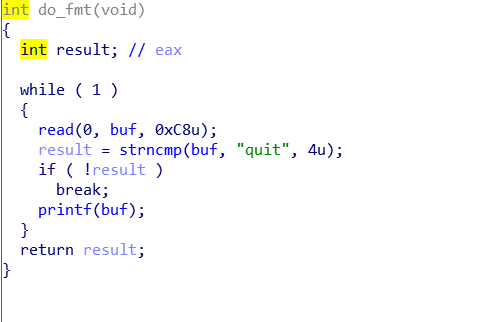 int do_fmt(void)
{
int result; // eax
while ( 1 )
{
read(0, buf, 0xC8u);
result = strncmp(buf, "quit", 4u);
if ( !result )
break;
printf(buf);
}
return result;
}